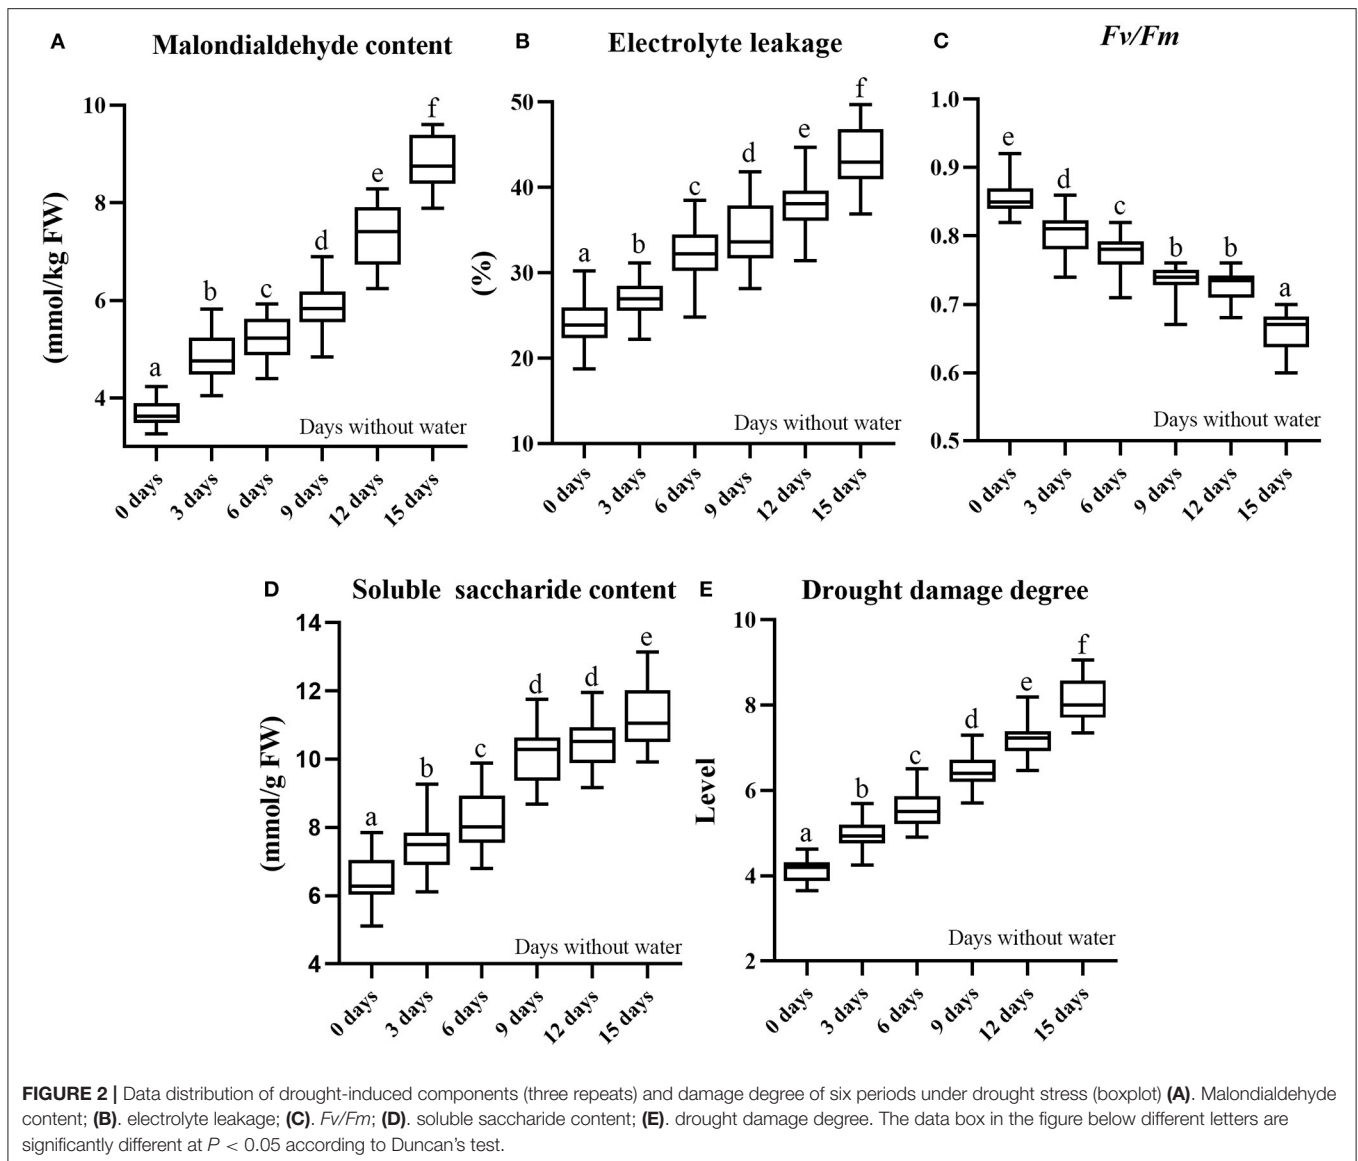 A
Malondialdehyde content
(mmol/kg FW)
10
8
6
4
a
b
c
d
e
f
Days without water
0 days
3 days
6 days
9 days
12 days
15 days
B
Electrolyte leakage
(%)
50
40
30
20
10
a
b
c
d
e
f
Days without water
0 days
3 days
6 days
9 days
12 days
15 days
C
Fv/Fm
1.0
0.9
0.8
0.7
0.6
0.5
e
d
c
b
b
a
Days without water
0 days
3 days
6 days
9 days
12 days
15 days
D
Soluble saccharide content
(mmol/g FW)
14
12
10
8
6
4
a
b
c
d
d
e
Days without water
0 days
3 days
6 days
9 days
12 days
15 days
E
Drought damage degree
Level
10
8
6
4
2
a
b
c
d
e
f
Days without water
0 days
3 days
6 days
9 days
12 days
15 days
FIGURE 2 | Data distribution of drought-induced components (three repeats) and damage degree of six periods under drought stress (boxplot) (A). Malondialdehyde
content; (B). electrolyte leakage; (C). Fv/Fm; (D). soluble saccharide content; (E). drought damage degree. The data box in the figure below different letters are
significantly different at P < 0.05 according to Duncan's test.